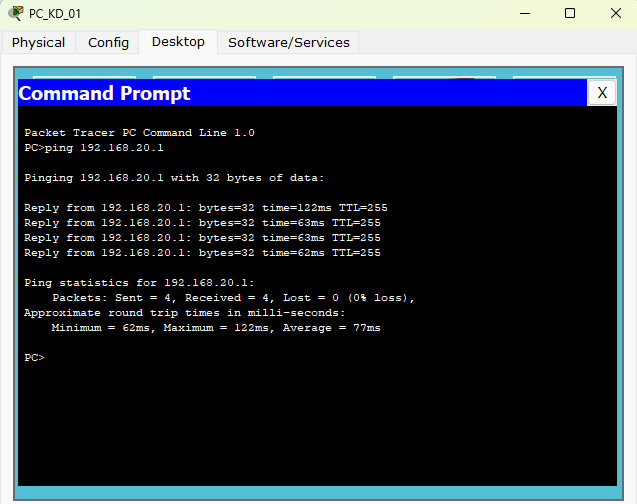 PC_KD_01
Physical Config Desktop Software/Services
Command Prompt X
Packet Tracer PC Command Line 1.0
PC>ping 192.168.20.1
Pinging 192.168.20.1 with 32 bytes of data:
Reply from 192.168.20.1: bytes=32 time=122ms TTL=255
Reply from 192.168.20.1: bytes=32 time=63ms TTL=255
Reply from 192.168.20.1: bytes=32 time=63ms TTL=255
Reply from 192.168.20.1: bytes=32 time=62ms TTL=255
Ping statistics for 192.168.20.1:
Packets: Sent = 4, Received = 4, Lost = 0 (0% loss),
Approximate round trip times in milli-seconds:
Minimum = 62ms, Maximum = 122ms, Average = 77ms
PC>